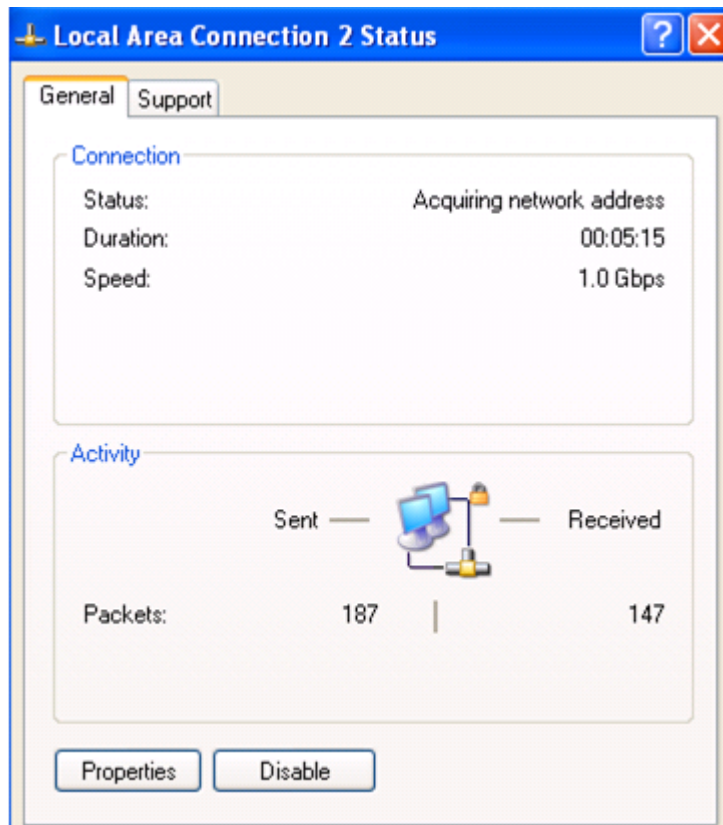 Local Area Connection 2 Status
General Support
Connection
Status: Acquiring network address
Duration: 00:05:15
Speed: 1.0 Gbps
Activity
Sent Received
Packets: 187 147
Properties Disable